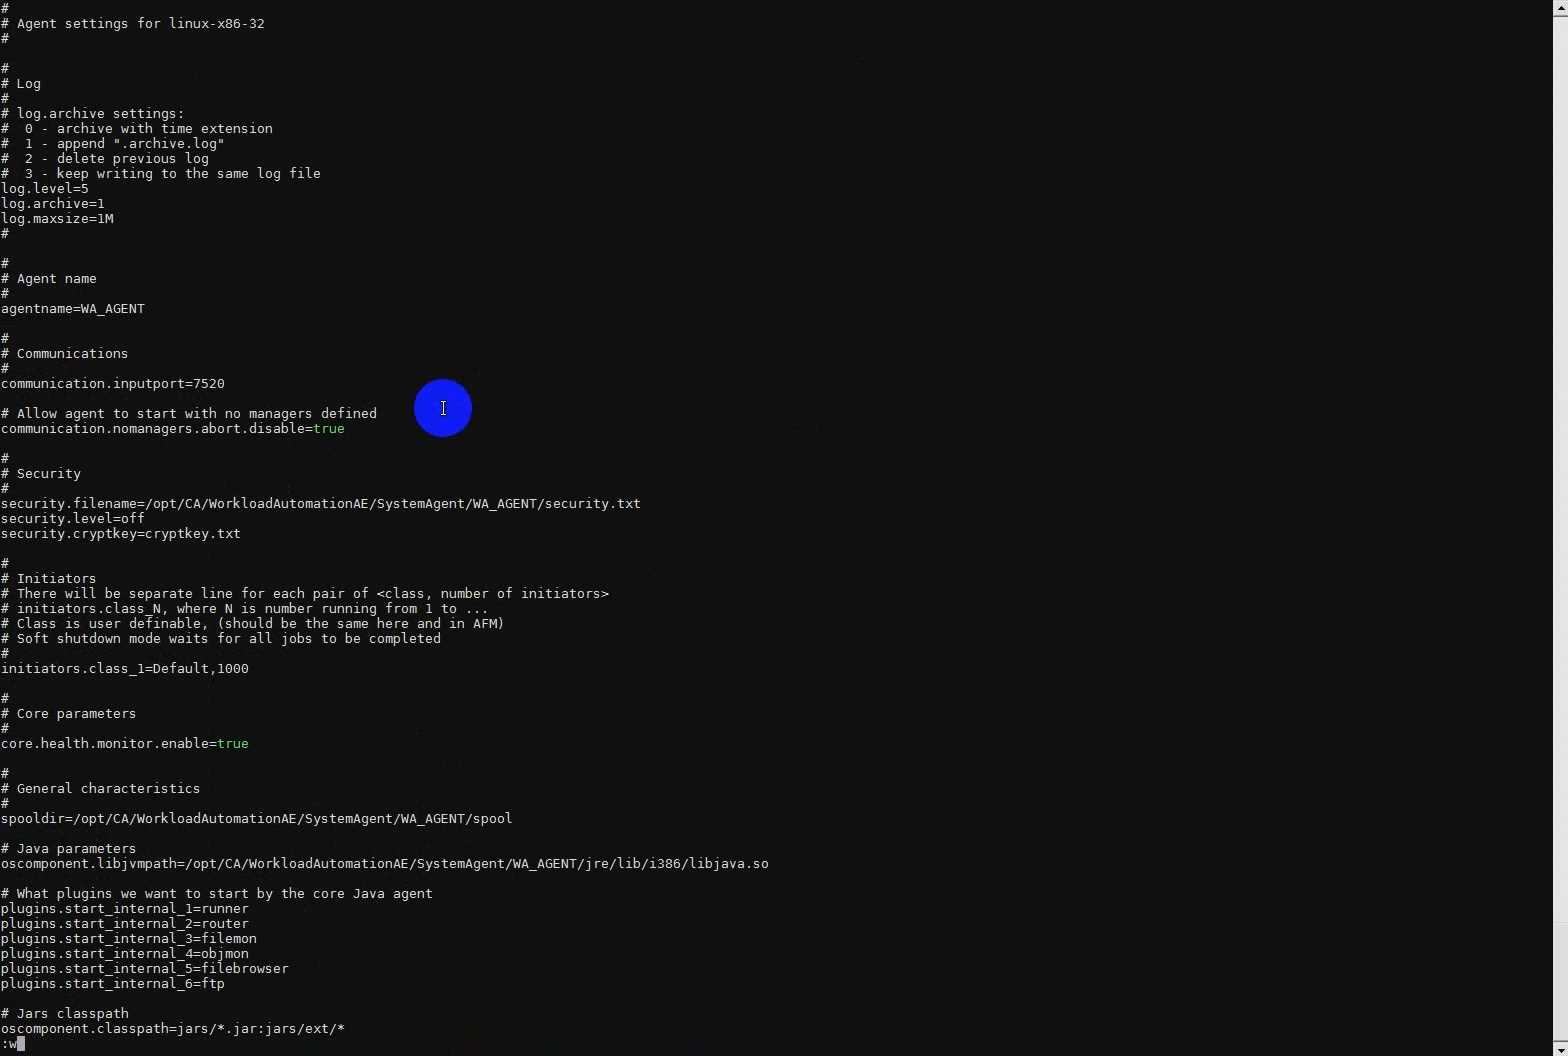 #
# Agent settings for linux-x86-32
#
#
# Log
#
# log.archive settings:
#  0 - archive with time extension
#  1 - append ".archive.log"
#  2 - delete previous log
#  3 - keep writing to the same log file
log.level=5
log.archive=1
log.maxsize=1M
#
#
# Agent name
#
agentname=WA_AGENT
#
# Communications
#
communication.inputport=7520
# Allow agent to start with no managers defined
communication.nomanagers.abort.disable=true
#
# Security
#
security.filename=/opt/CA/WorkloadAutomationAE/SystemAgent/WA_AGENT/security.txt
security.level=off
security.cryptkey=cryptkey.txt
#
# Initiators
# There will be separate line for each pair of <class, number of initiators>
# initiators.class_N, where N is number running from 1 to ...
# Class is user definable, (should be the same here and in AFM)
# Soft shutdown mode waits for all jobs to be completed
#
initiators.class_1=Default,1000
#
# Core parameters
#
core.health.monitor.enable=true
#
# General characteristics
#
spooldir=/opt/CA/WorkloadAutomationAE/SystemAgent/WA_AGENT/spool
# Java parameters
oscomponent.libjvmpath=/opt/CA/WorkloadAutomationAE/SystemAgent/WA_AGENT/jre/lib/i386/libjava.so
# What plugins we want to start by the core Java agent
plugins.start_internal_1=runner
plugins.start_internal_2=router
plugins.start_internal_3=filemon
plugins.start_internal_4=objmon
plugins.start_internal_5=filebrowser
plugins.start_internal_6=ftp
# Jars classpath
oscomponent.classpath=jars/*.jar:jars/ext/*
:w